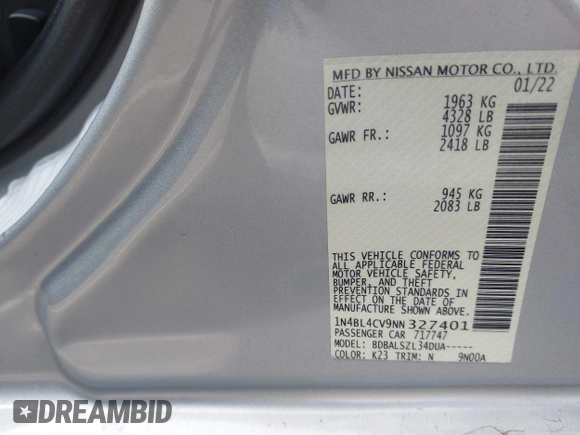 MFD BY NISSAN MOTOR CO., LTD.
DATE: 01/22
GVWR: 1963 KG
4328 LB
GAWR FR.: 1097 KG
2418 LB
GAWR RR.: 945 KG
2083 LB
THIS VEHICLE CONFORMS TO
ALL APPLICABLE FEDERAL
MOTOR VEHICLE SAFETY,
BUMPER, AND THEFT
PREVENTION STANDARDS IN
EFFECT ON THE DATE OF
MANUFACTURE SHOWN ABOVE.
1N4BL4CV9NN327401
PASSENGER CAR 717747
MODEL: BDBALSZL34DUA-----
COLOR: K23 TRIM: N 9N00A
DREAMBID